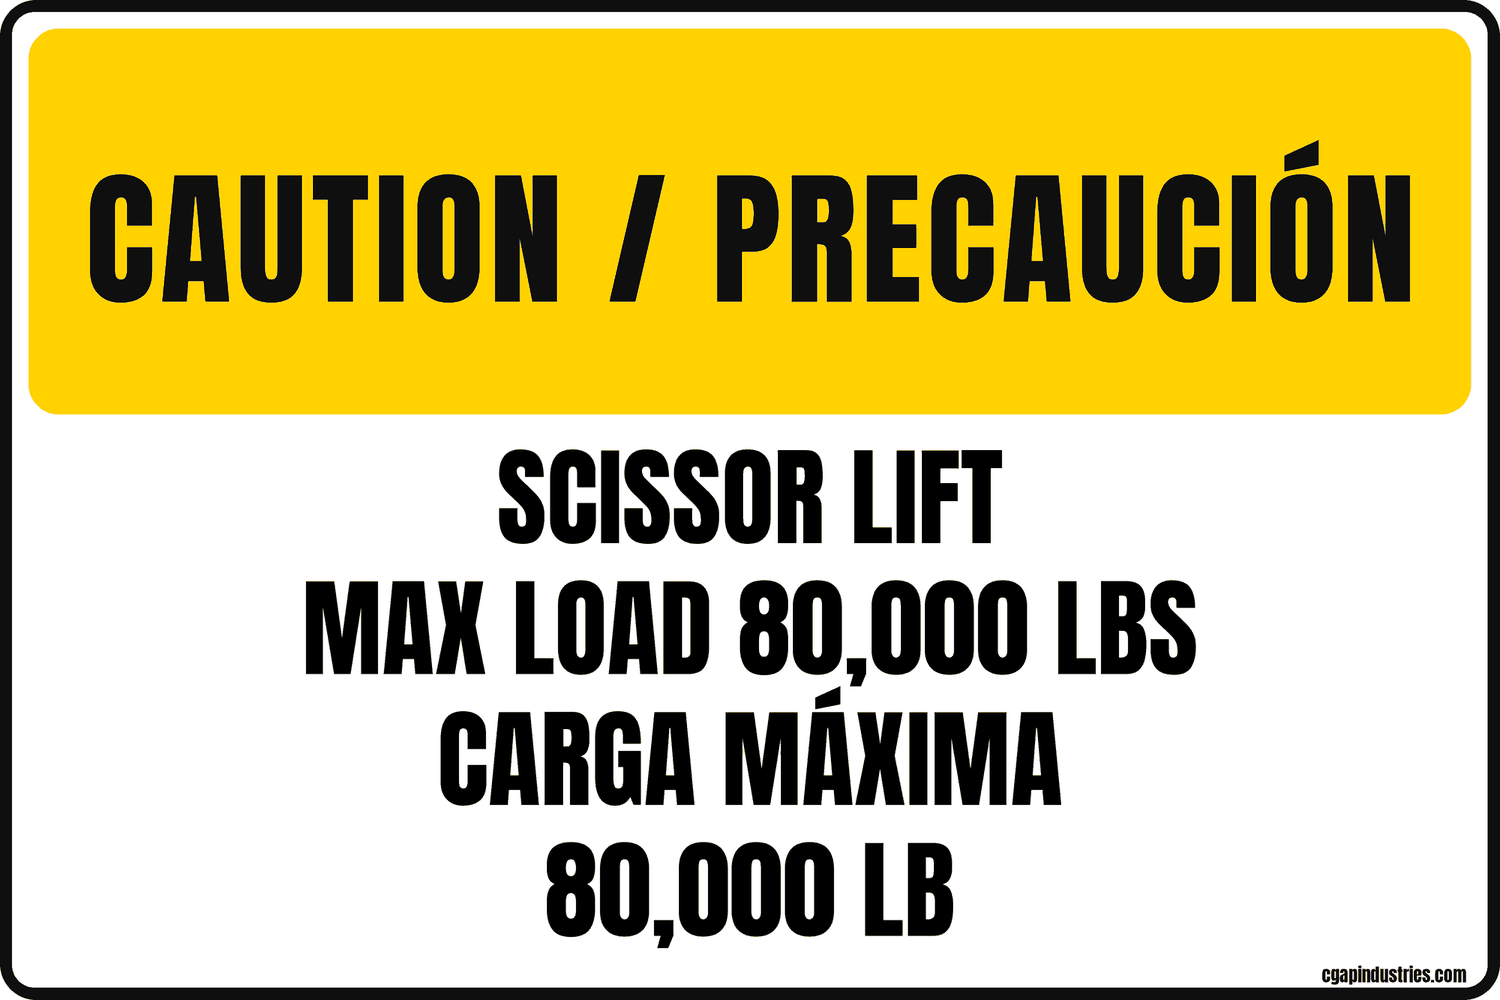 CAUTION / PRECAUCIÓN
SCISSOR LIFT
MAX LOAD 80,000 LBS
CARGA MÁXIMA
80,000 LB
cgapindustries.com